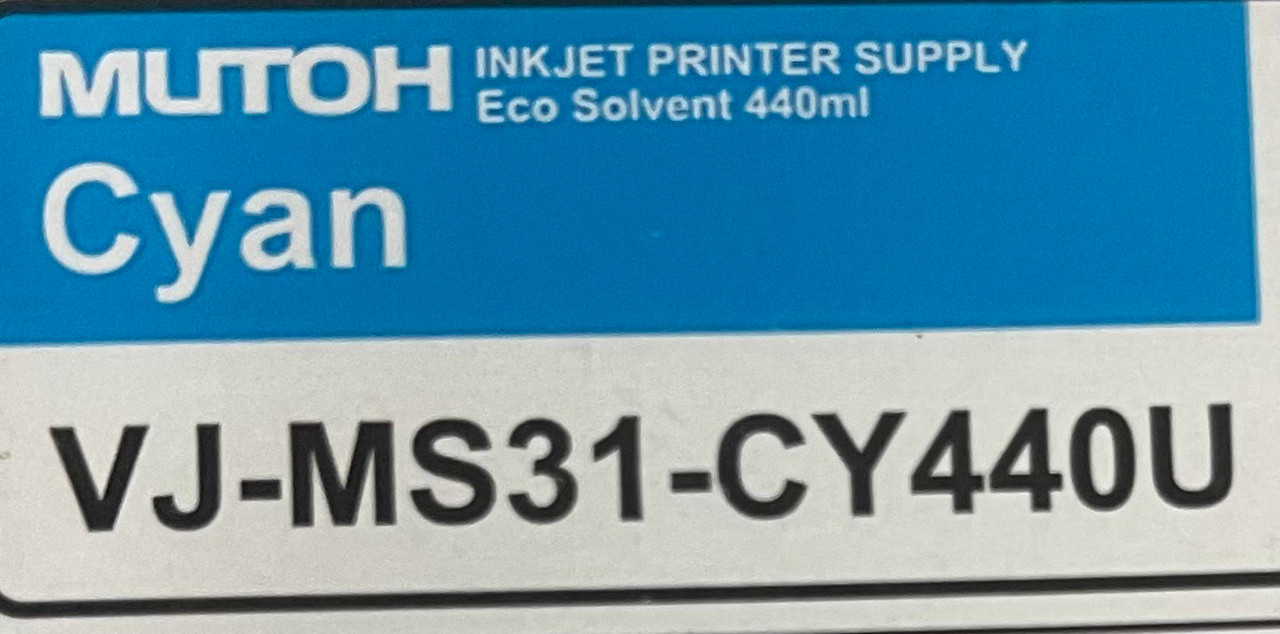 MUTOH INKJET PRINTER SUPPLY
Eco Solvent 440ml
Cyan
VJ-MS31-CY440U